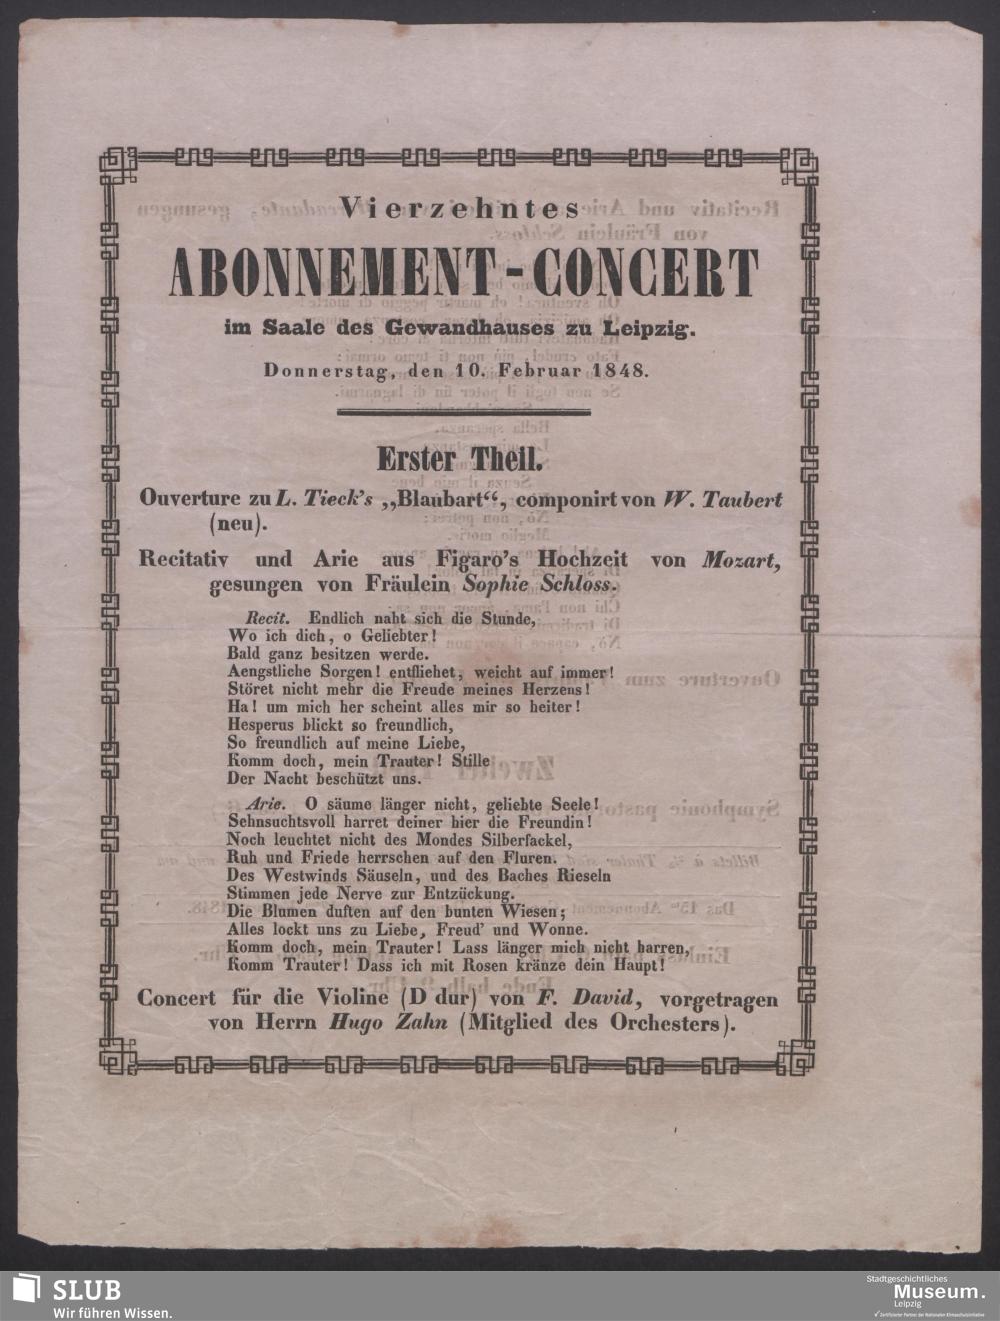 Vierzehntes
ABONNEMENT-CONCERT
im Saale des Gewandhauses zu Leipzig.
Donnerstag, den 10. Februar 1848.
Erster Theil.
Ouverture zu L. Tieck's „Blaubart“, componirt von W. Taubert
(neu).
Recitativ und Arie aus Figaro's Hochzeit von Mozart,
gesungen von Fräulein Sophie Schloss.
Recit. Endlich naht sich die Stunde,
Wo ich dich, o Geliebter!
Bald ganz besitzen werde.
Aengstliche Sorgen! entfliehet, weicht auf immer!
Störet nicht mehr die Freude meines Herzens!
Ha! um mich her scheint alles mir so heiter!
Hesperus blickt so freundlich,
So freundlich auf meine Liebe,
Komm doch, mein Trauter! Stille
Der Nacht beschützt uns.
Arie. O säume länger nicht, geliebte Seele!
Sehnsuchtsvoll harret deiner hier die Freundin!
Noch leuchtet nicht des Mondes Silberfackel,
Ruh und Friede herrschen auf den Fluren.
Des Westwinds Säuseln, und des Baches Rieseln
Stimmen jede Nerve zur Entzückung.
Die Blumen duften auf den bunten Wiesen;
Alles lockt uns zu Liebe, Freud' und Wonne.
Komm doch, mein Trauter! Lass länger mich nicht harren,
Komm Trauter! Dass ich mit Rosen kränze dein Haupt!
Concert für die Violine (D dur) von F. David, vorgetragen
von Herrn Hugo Zahn (Mitglied des Orchesters).
SLUB
Wir führen Wissen.
Stadtgeschichtliches
Museum.
Leipzig